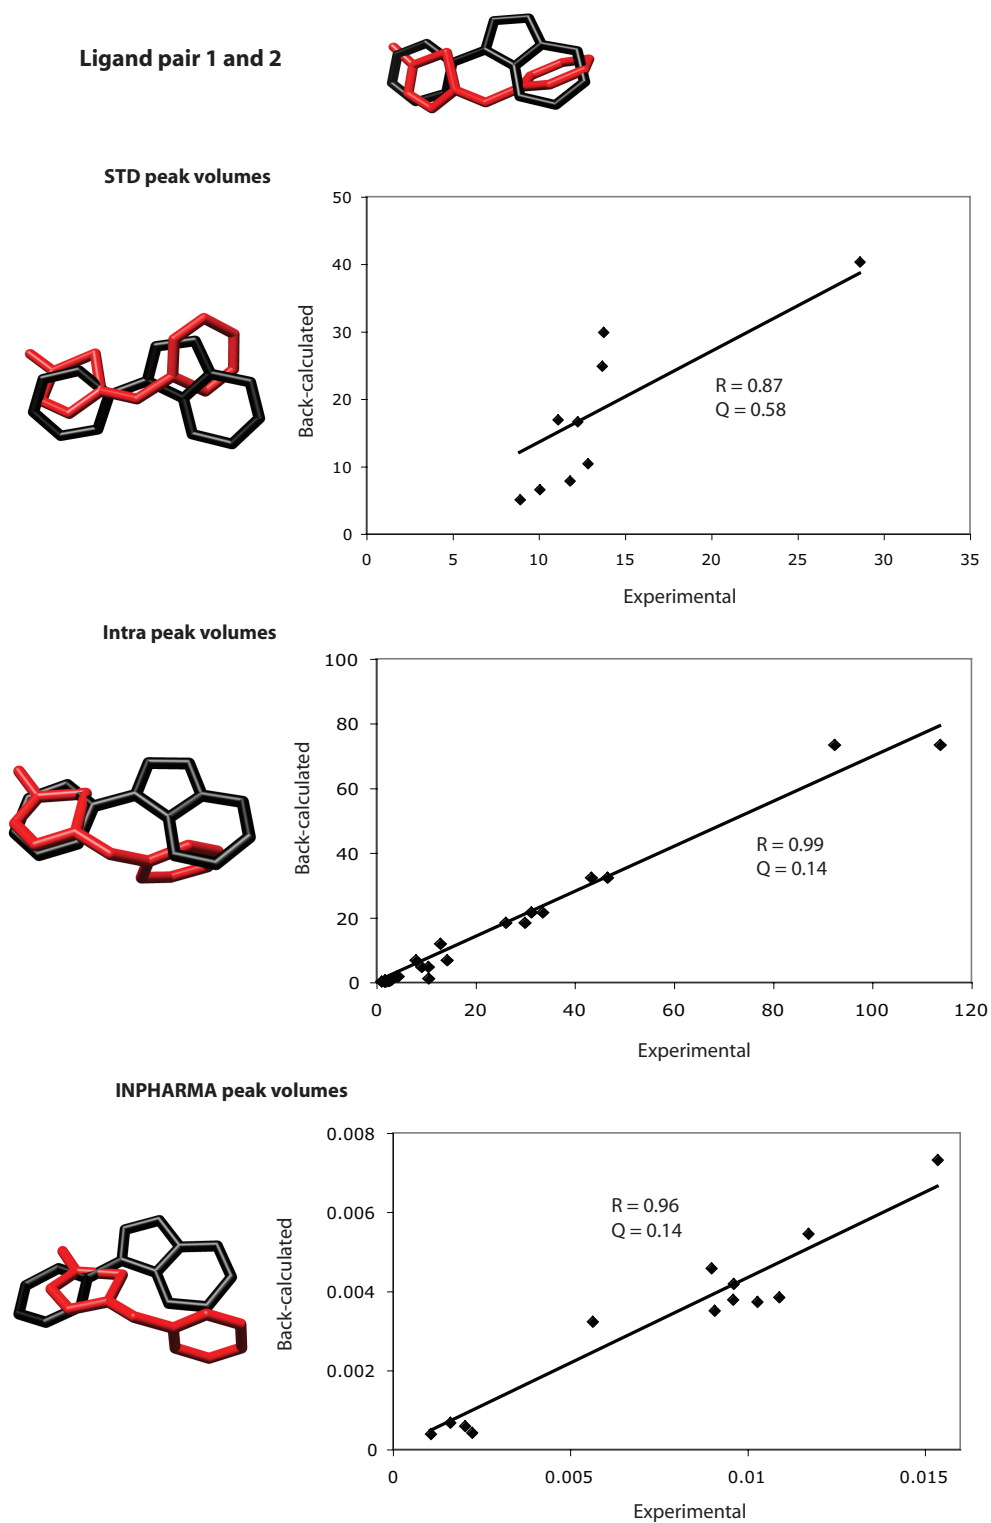 Ligand pair 1 and 2
STD peak volumes
50
40
30
20
10
0
Back-calculated
R = 0.87
Q = 0.58
0 5 10 15 20 25 30 35
Experimental
Intra peak volumes
100
80
60
40
20
0
Back-calculated
R = 0.99
Q = 0.14
0 20 40 60 80 100 120
Experimental
INPHARMA peak volumes
0.008
0.006
0.004
0.002
0
Back-calculated
R = 0.96
Q = 0.14
0 0.005 0.01 0.015
Experimental